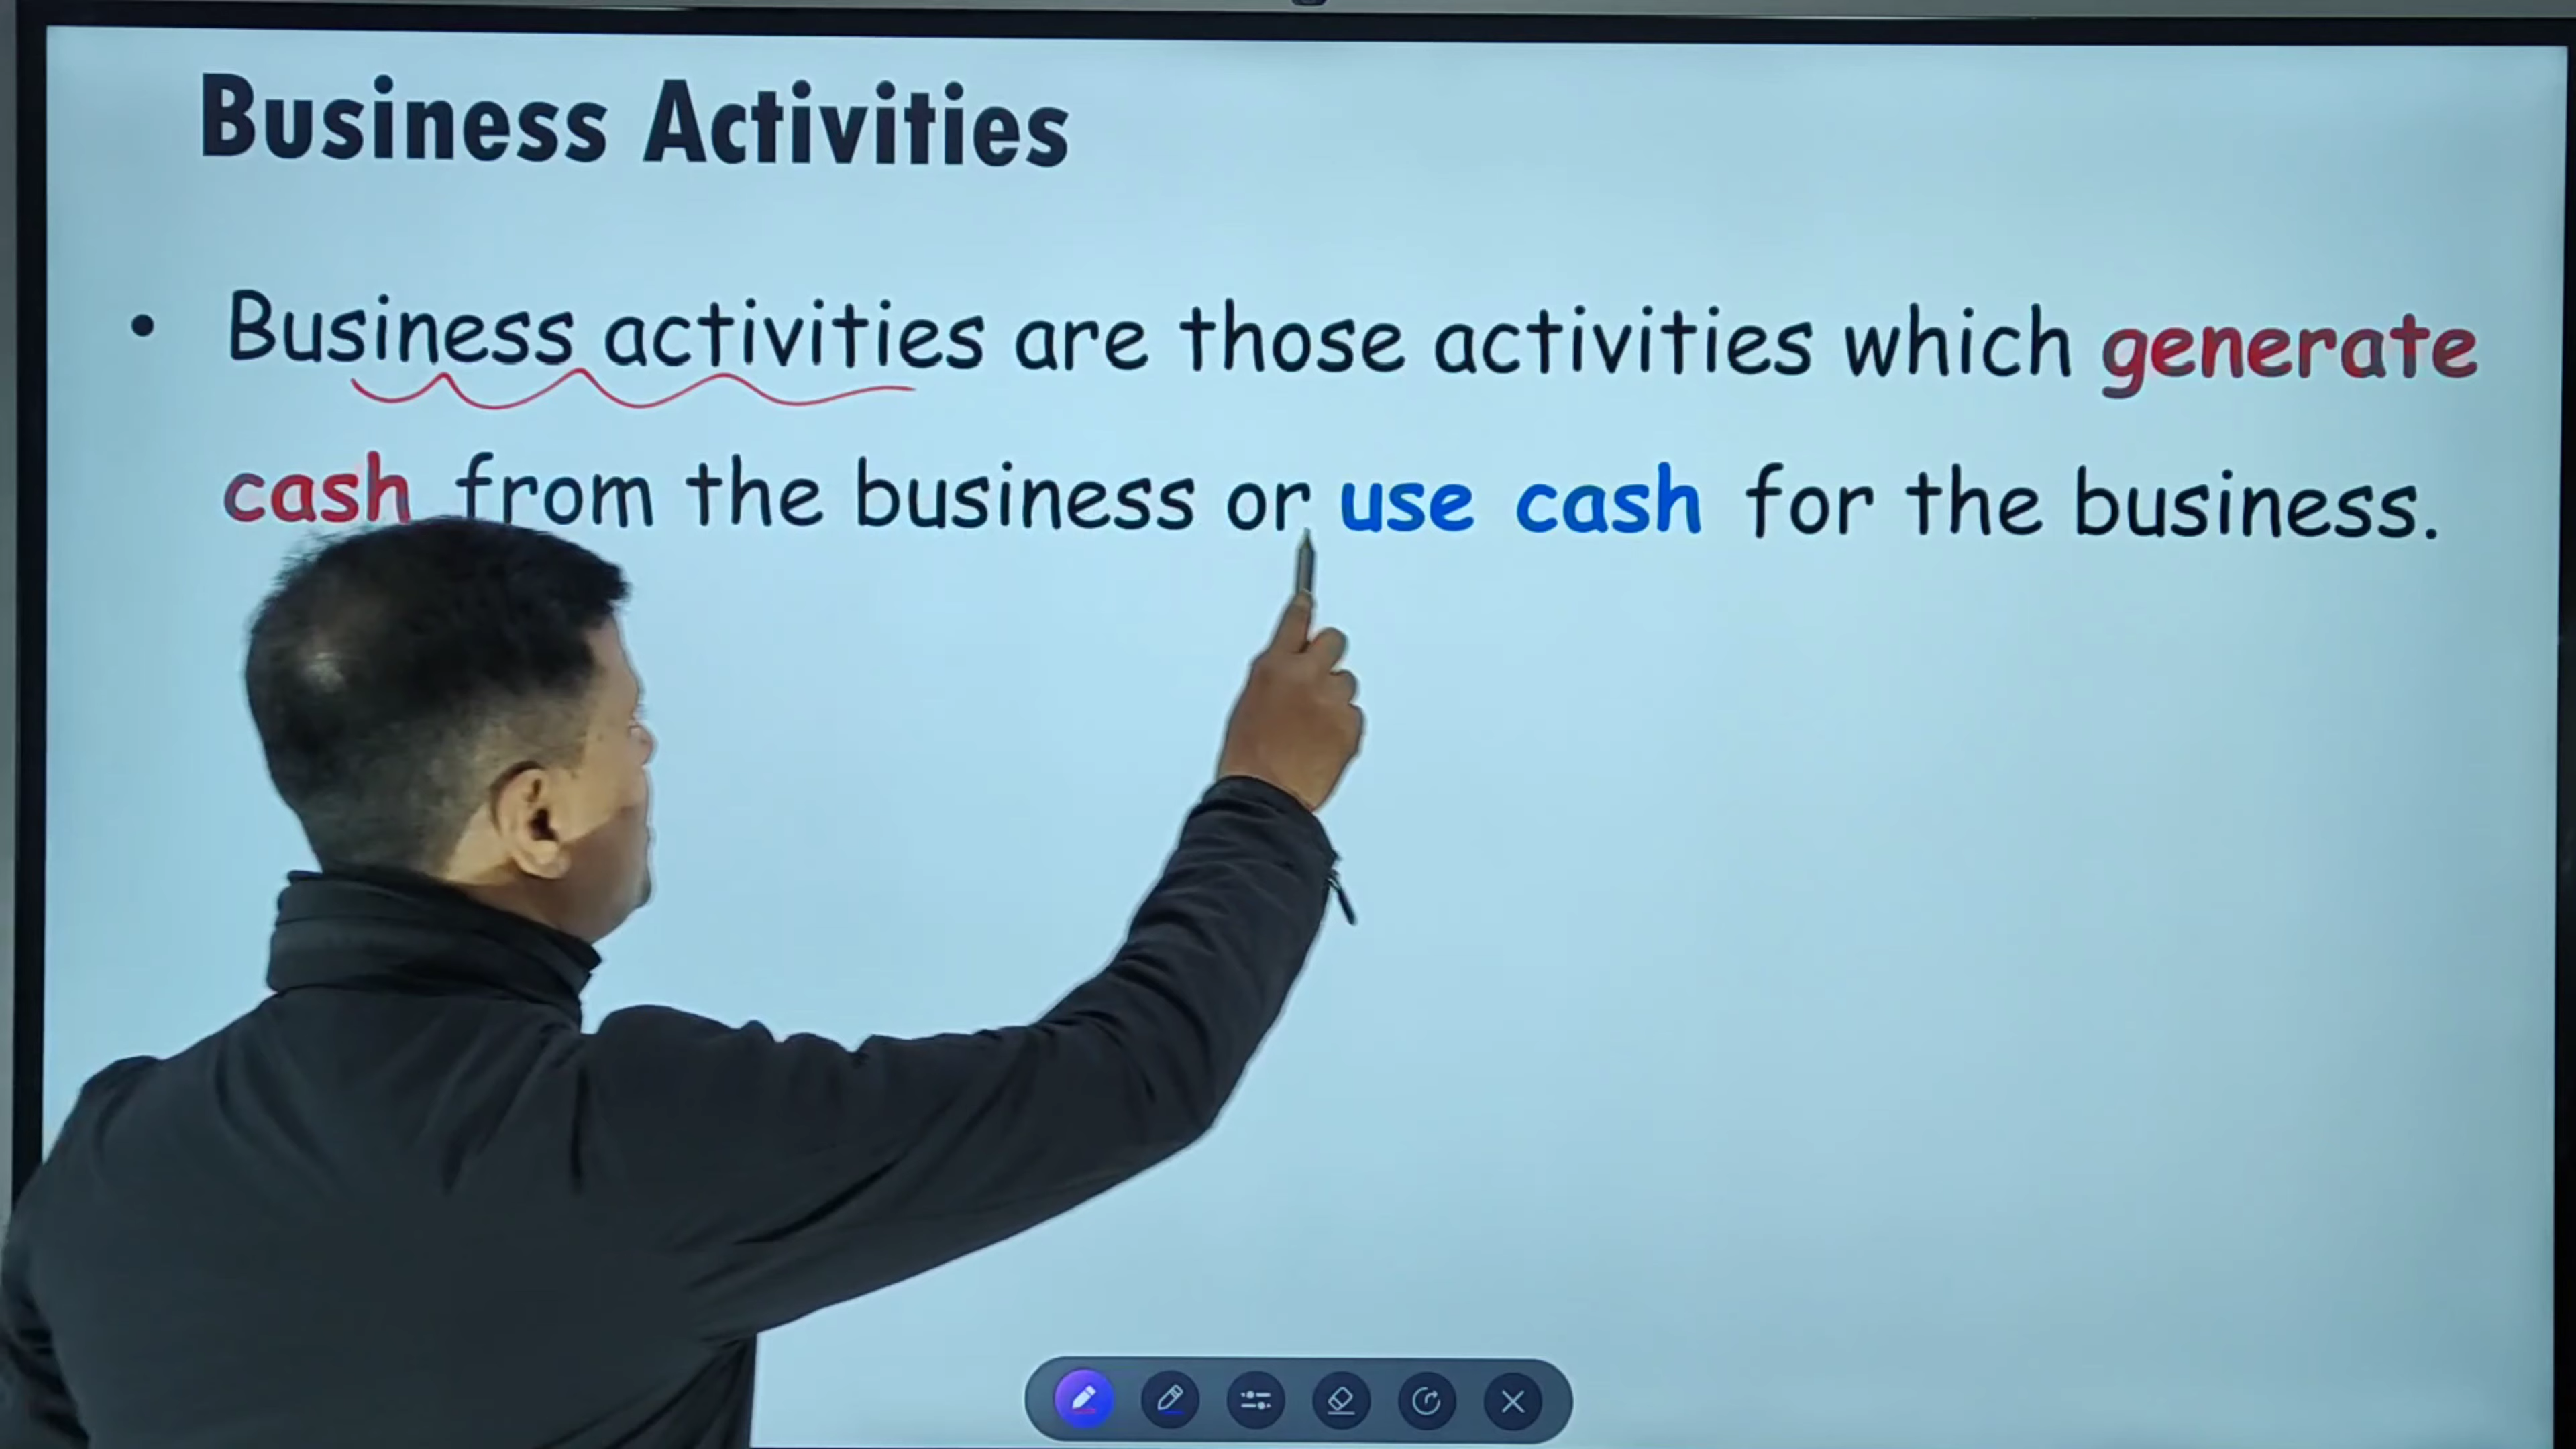 Business Activities
• Business activities are those activities which generate
cash from the business or use cash for the business.